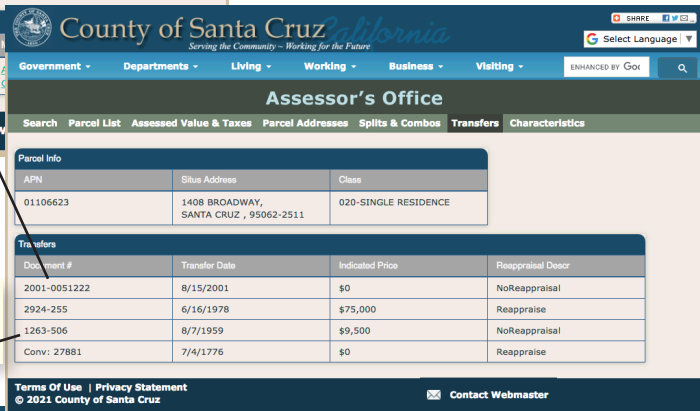 County of Santa Cruz
California
Serving the Community ~ Working for the Future
SHARE
G Select Language ▼
Government Departments Living Working Business Visiting ENHANCED BY Goo
Assessor's Office
Search Parcel List Assessed Value & Taxes Parcel Addresses Splits & Combos Transfers Characteristics
Parcel Info
APN Situs Address Class
01106623 1408 BROADWAY, 020-SINGLE RESIDENCE
SANTA CRUZ , 95062-2511
Transfers
Document # Transfer Date Indicated Price Reappraisal Descr
2001-0051222 8/15/2001 $0 NoReappraisal
2924-255 6/16/1978 $75,000 Reappraise
1263-506 8/7/1959 $9,500 NoReappraisal
Conv: 27881 7/4/1776 $0 Reappraise
Terms Of Use | Privacy Statement
© 2021 County of Santa Cruz
Contact Webmaster